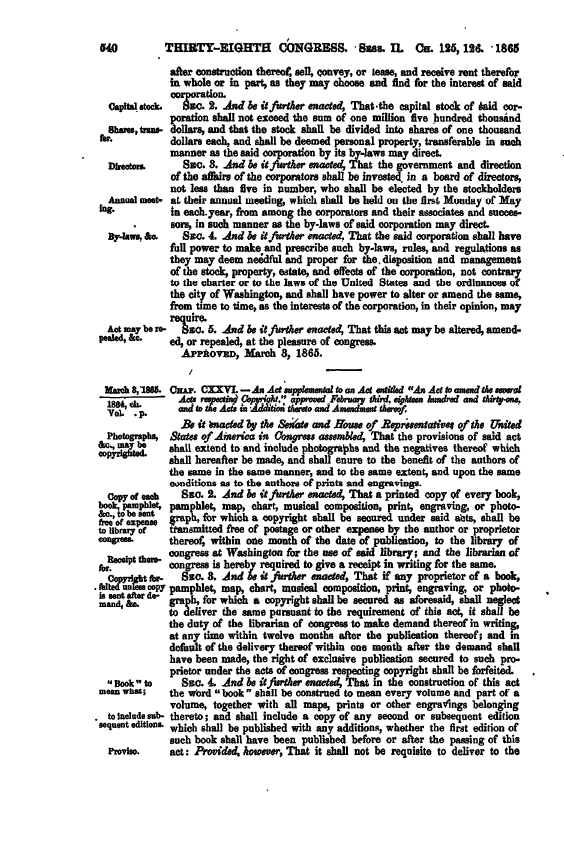 540 THIRTY-EIGHTH CONGRESS. Sess. II. Ch. 125, 126. 1865
after construction thereof, sell, convey, or lease, and receive rent therefor
in whole or in part, as they may choose and find for the interest of said
corporation.
Capital stock. Sec. 2. And be it further enacted, That the capital stock of said cor-
poration shall not exceed the sum of one million five hundred thousand
Shares, trans- dollars, and that the stock shall be divided into shares of one thousand
fer. dollars each, and shall be deemed personal property, transferable in such
manner as the said corporation by its by-laws may direct.
Directors. Sec. 3. And be it further enacted, That the government and direction
of the affairs of the corporators shall be invested in a board of directors,
not less than five in number, who shall be elected by the stockholders
Annual meet- at their annual meeting, which shall be held on the first Monday of May
ing. in each year, from among the corporators and their associates and succes-
sors, in such manner as the by-laws of said corporation may direct.
By-laws, &c. Sec. 4. And be it further enacted, That the said corporation shall have
full power to make and prescribe such by-laws, rules, and regulations as
they may deem needful and proper for the disposition and management
of the stock, property, estate, and effects of the corporation, not contrary
to the charter or to the laws of the United States and the ordinances of
the city of Washington, and shall have power to alter or amend the same,
from time to time, as the interests of the corporation, in their opinion, may
require.
Act may be re- Sec. 5. And be it further enacted, That this act may be altered, amend-
pealed, &c. ed, or repealed, at the pleasure of congress.
Approved, March 3, 1865.
March 3, 1865. Chap. CXXVI.—An Act supplemental to an Act entitled "An Act to amend the several
1864, ch. Acts respecting Copyright," approved February third, eighteen hundred and thirty-one,
Vol. . p. and to the Acts in Addition thereto and Amendment thereof.
Be it enacted by the Senate and House of Representatives of the United
Photographs, States of America in Congress assembled, That the provisions of said act
&c., may be shall extend to and include photographs and the negatives thereof which
copyrighted. shall hereafter be made, and shall enure to the benefit of the authors of
the same in the same manner, and to the same extent, and upon the same
conditions as to the authors of prints and engravings.
Copy of each Sec. 2. And be it further enacted, That a printed copy of every book,
book, pamphlet, pamphlet, map, chart, musical composition, print, engraving, or photo-
&c., to be sent graph, for which a copyright shall be secured under said acts, shall be
free of expense transmitted free of postage or other expense by the author or proprietor
to library of thereof, within one month of the date of publication, to the library of
congress. congress at Washington for the use of said library; and the librarian of
Receipt there- congress is hereby required to give a receipt in writing for the same.
for.
Copyright for- Sec. 3. And be it further enacted, That if any proprietor of a book,
feited unless copy pamphlet, map, chart, musical composition, print, engraving, or photo-
is sent after de- graph, for which a copyright shall be secured as aforesaid, shall neglect
mand, &c. to deliver the same pursuant to the requirement of this act, it shall be
the duty of the librarian of congress to make demand thereof in writing,
at any time within twelve months after the publication thereof; and in
default of the delivery thereof within one month after the demand shall
have been made, the right of exclusive publication secured to such pro-
prietor under the acts of congress respecting copyright shall be forfeited.
"Book" to Sec. 4. And be it further enacted, That in the construction of this act
mean what; the word "book" shall be construed to mean every volume and part of a
volume, together with all maps, prints or other engravings belonging
to include sub- thereto; and shall include a copy of any second or subsequent edition
sequent editions. which shall be published with any additions, whether the first edition of
such book shall have been published before or after the passing of this
Proviso. act: Provided, however, That it shall not be requisite to deliver to the